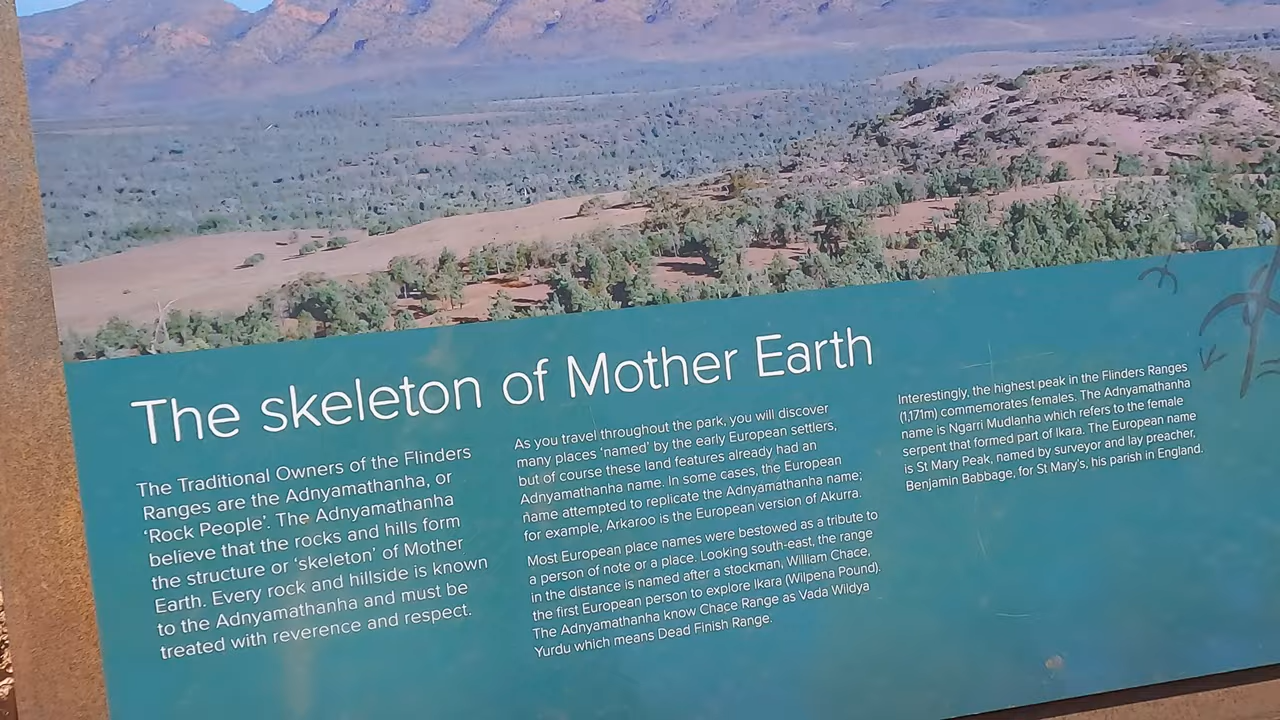 The skeleton of Mother Earth
The Traditional Owners of the Flinders
Ranges are the Adnyamathanha, or
‘Rock People’. The Adnyamathanha
believe that the rocks and hills form
the structure or ‘skeleton’ of Mother
Earth. Every rock and hillside is known
to the Adnyamathanha and must be
treated with reverence and respect.
As you travel throughout the park, you will discover
many places ‘named’ by the early European settlers,
but of course these land features already had an
Adnyamathanha name. In some cases, the European
name attempted to replicate the Adnyamathanha name;
for example, Arkaroo is the European version of Akurra.
Most European place names were bestowed as a tribute to
a person of note or a place. Looking south-east, the range
in the distance is named after a stockman, William Chace,
the first European person to explore Ikara (Wilpena Pound).
The Adnyamathanha know Chace Range as Vada Wildya
Yurdu which means Dead Finish Range.
Interestingly, the highest peak in the Flinders Ranges
(1,171m) commemorates females. The Adnyamathanha
name is Ngarri Mudlanha which refers to the female
serpent that formed part of Ikara. The European name
is St Mary Peak, named by surveyor and lay preacher,
Benjamin Babbage, for St Mary’s, his parish in England.